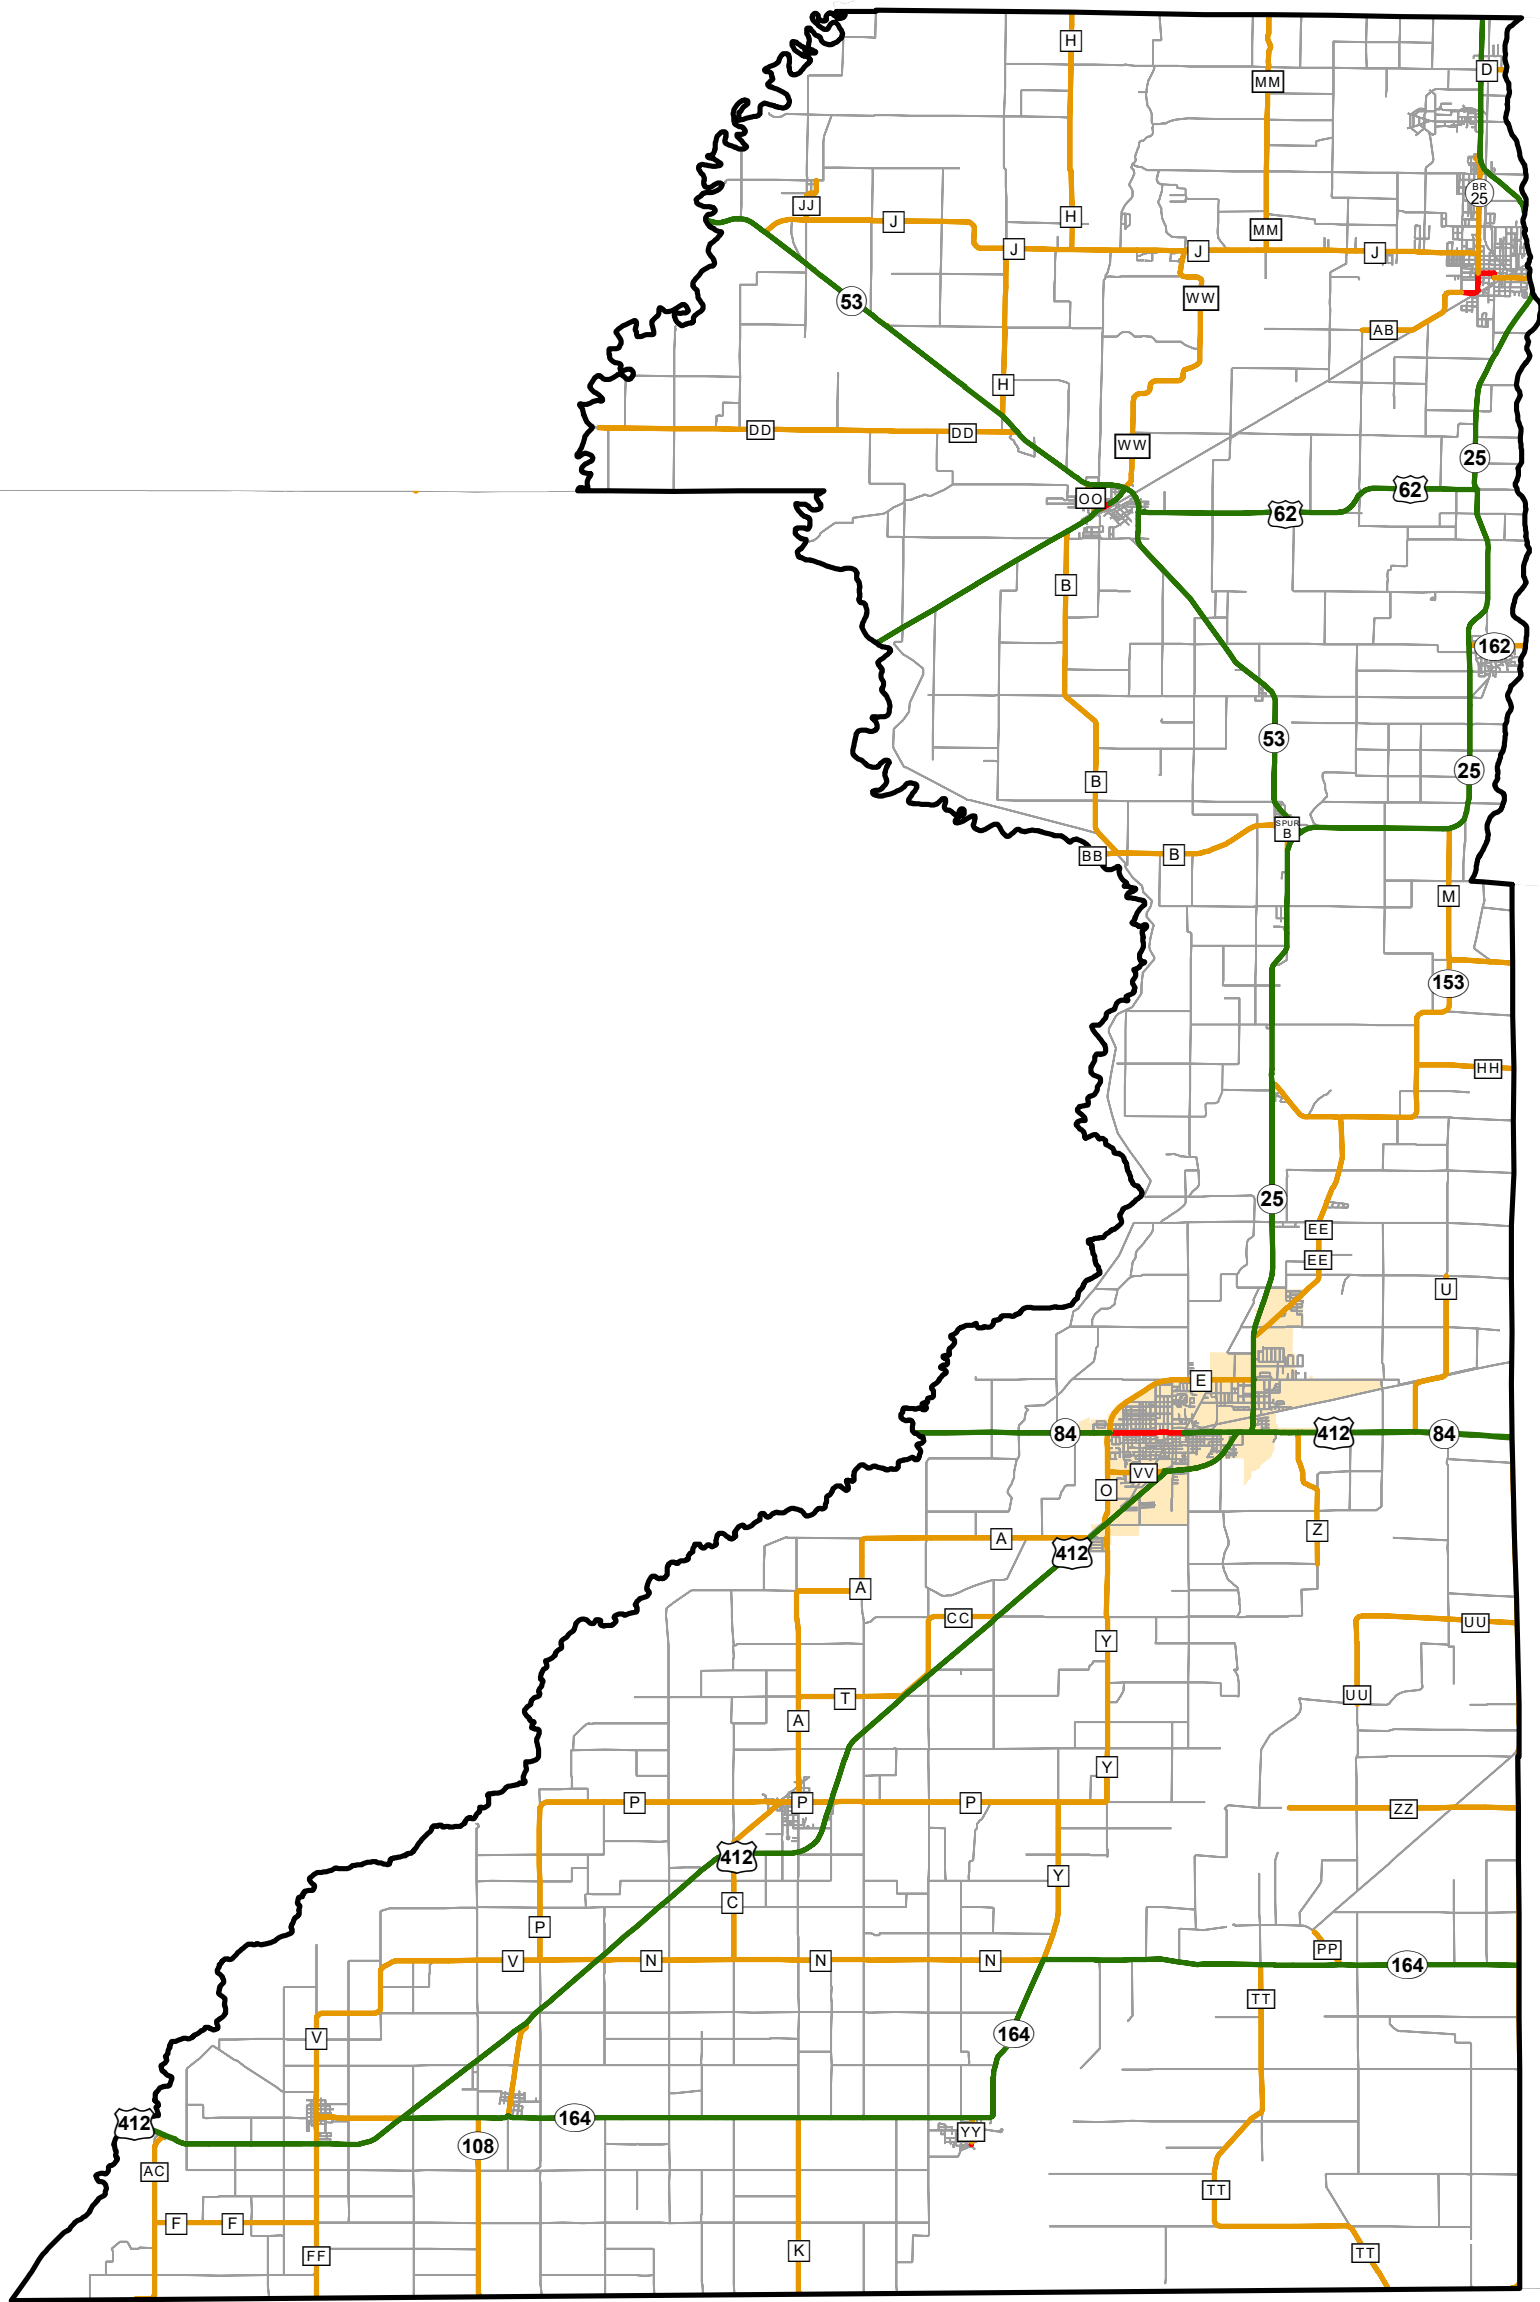 H
MM
D
BR
25
JJ
J
H
MM
J
J
J
WW
53
AB
H
DD
DD
WW
25
OO
62
62
B
162
53
25
B
SPUR
B
BB
B
M
153
HH
25
EE
EE
U
E
84
412
84
VV
O
A
412
Z
A
CC
UU
Y
T
UU
A
Y
P
P
P
ZZ
412
Y
C
P
V
N
N
N
PP
164
TT
V
164
412
164
108
YY
AC
TT
F
F
FF
K
TT